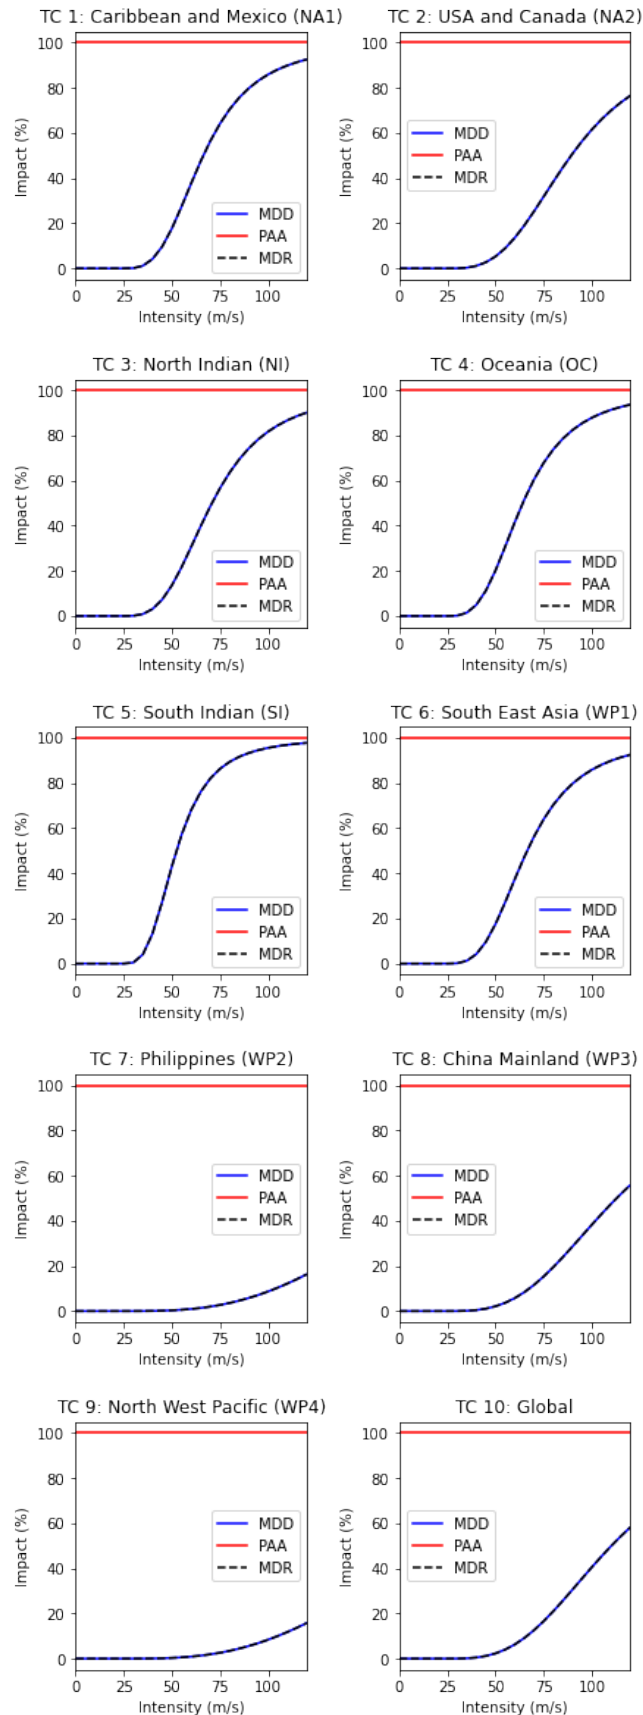 TC 1: Caribbean and Mexico (NA1)
100
80
60
40
20
0
Impact (%)
MDD
PAA
MDR
0 25 50 75 100
Intensity (m/s)
TC 2: USA and Canada (NA2)
100
80
60
40
20
0
Impact (%)
MDD
PAA
MDR
0 25 50 75 100
Intensity (m/s)
TC 3: North Indian (NI)
100
80
60
40
20
0
Impact (%)
MDD
PAA
MDR
0 25 50 75 100
Intensity (m/s)
TC 4: Oceania (OC)
100
80
60
40
20
0
Impact (%)
MDD
PAA
MDR
0 25 50 75 100
Intensity (m/s)
TC 5: South Indian (SI)
100
80
60
40
20
0
Impact (%)
MDD
PAA
MDR
0 25 50 75 100
Intensity (m/s)
TC 6: South East Asia (WP1)
100
80
60
40
20
0
Impact (%)
MDD
PAA
MDR
0 25 50 75 100
Intensity (m/s)
TC 7: Philippines (WP2)
100
80
60
40
20
0
Impact (%)
MDD
PAA
MDR
0 25 50 75 100
Intensity (m/s)
TC 8: China Mainland (WP3)
100
80
60
40
20
0
Impact (%)
MDD
PAA
MDR
0 25 50 75 100
Intensity (m/s)
TC 9: North West Pacific (WP4)
100
80
60
40
20
0
Impact (%)
MDD
PAA
MDR
0 25 50 75 100
Intensity (m/s)
TC 10: Global
100
80
60
40
20
0
Impact (%)
MDD
PAA
MDR
0 25 50 75 100
Intensity (m/s)